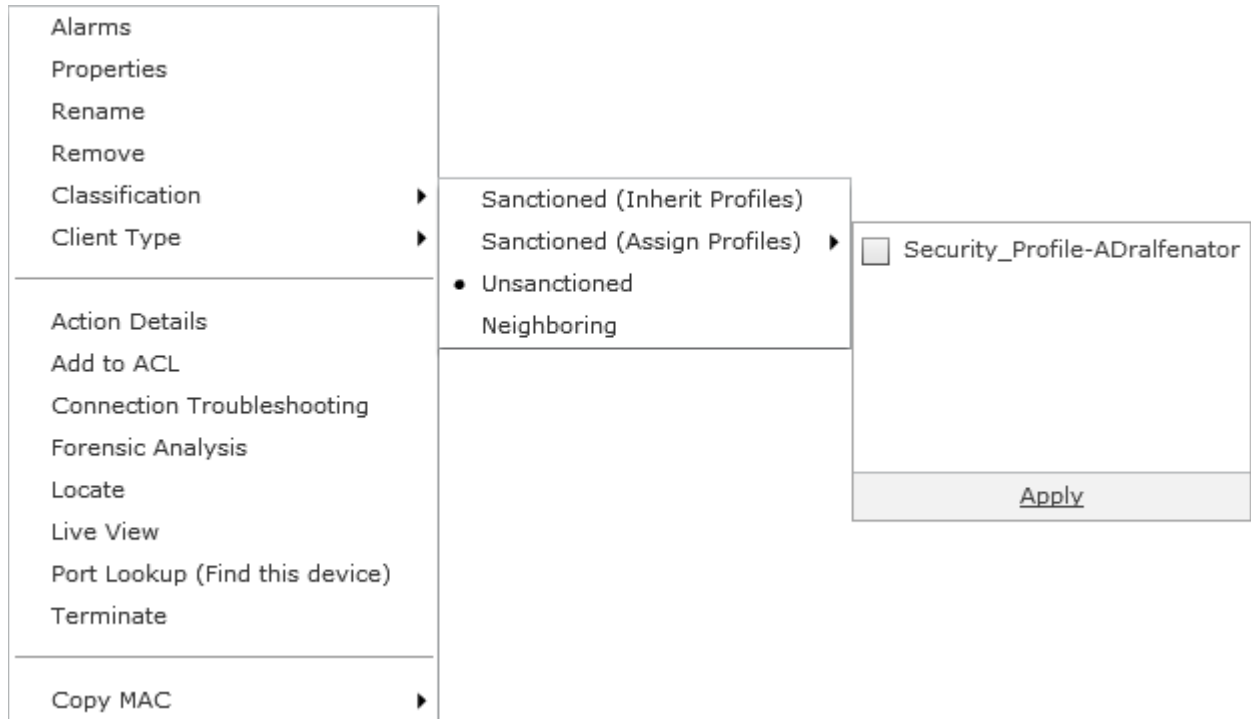 Alarms
Properties
Rename
Remove
Classification
Client Type
Action Details
Add to ACL
Connection Troubleshooting
Forensic Analysis
Locate
Live View
Port Lookup (Find this device)
Terminate
Copy MAC
Sanctioned (Inherit Profiles)
Sanctioned (Assign Profiles)
Unsanctioned
Neighboring
Security_Profile-ADralfenator
Apply